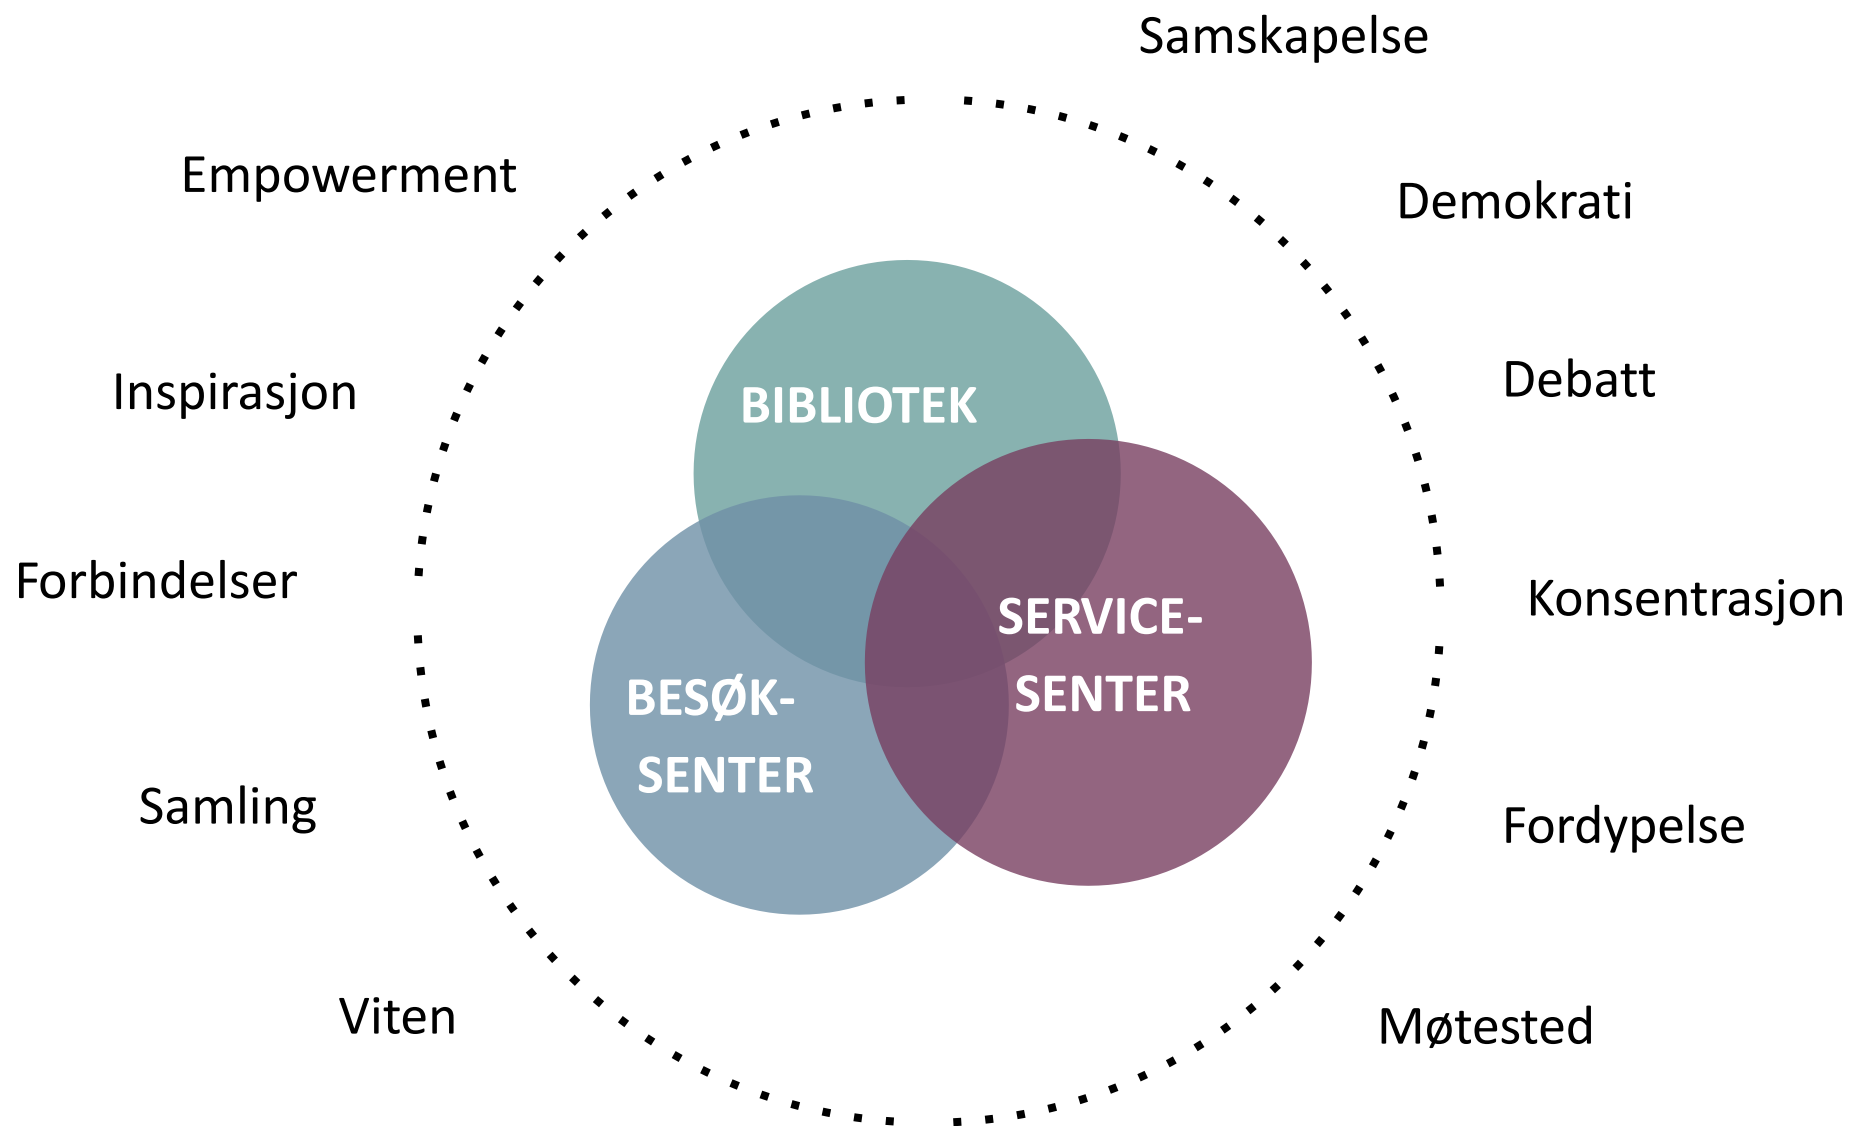 Samskapelse
Empowerment
Demokrati
Inspirasjon
Debatt
BIBLIOTEK
Forbindelser
Konsentrasjon
SERVICE-
SENTER
BESØK-
SENTER
Samling
Fordypelse
Viten
Møtested